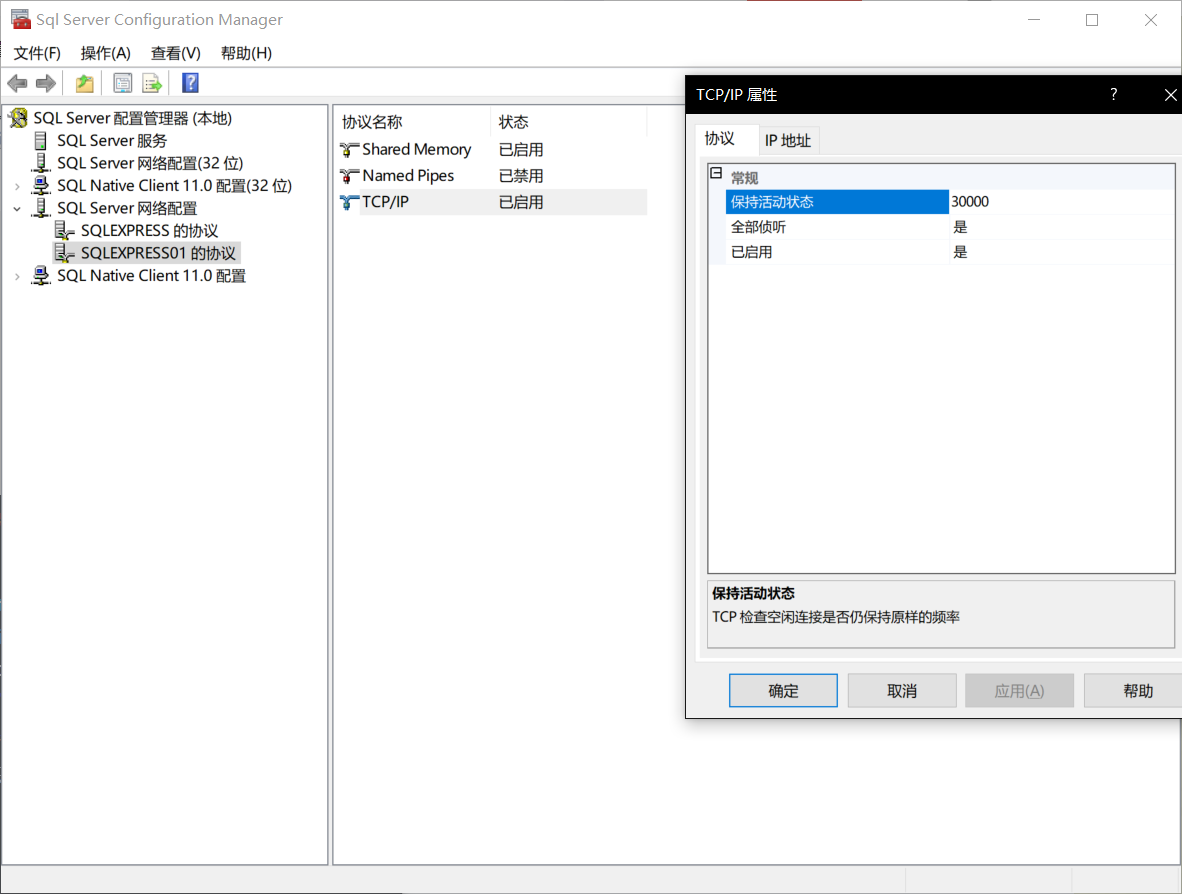 Sql Server Configuration Manager
文件(F) 操作(A) 查看(V) 帮助(H)
SQL Server 配置管理器 (本地)
SQL Server 服务
SQL Server 网络配置(32 位)
SQL Native Client 11.0 配置(32 位)
SQL Server 网络配置
SQLEXPRESS 的协议
SQLEXPRESS01 的协议
SQL Native Client 11.0 配置
协议名称 状态
Shared Memory 已启用
Named Pipes 已禁用
TCP/IP 已启用
TCP/IP 属性
协议 IP 地址
常规
保持活动状态 30000
全部侦听 是
已启用 是
保持活动状态
TCP 检查空闲连接是否仍保持原样的频率
确定 取消 应用(A) 帮助